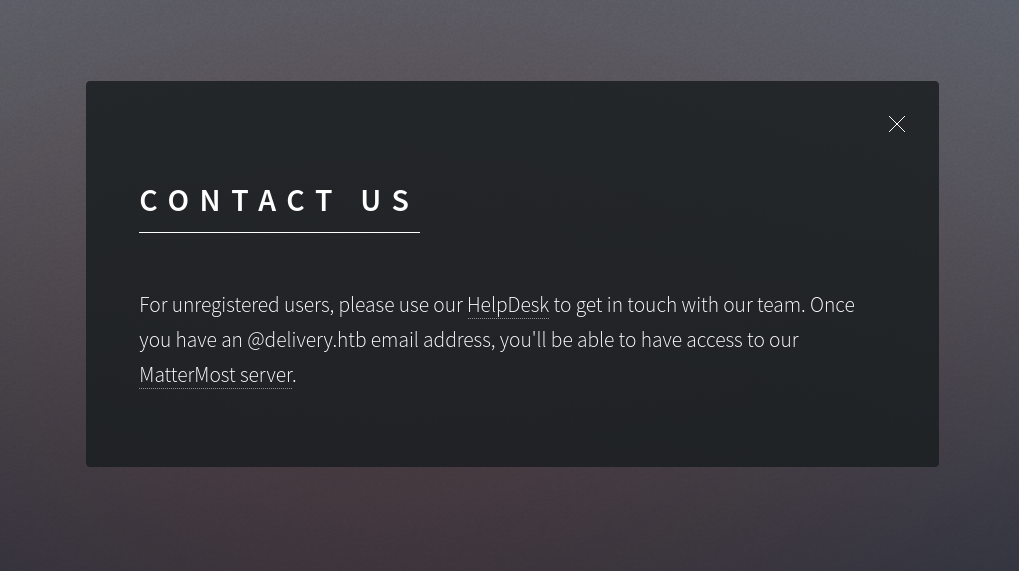 CONTACT US
For unregistered users, please use our HelpDesk to get in touch with our team. Once
you have an @delivery.htb email address, you'll be able to have access to our
MatterMost server.